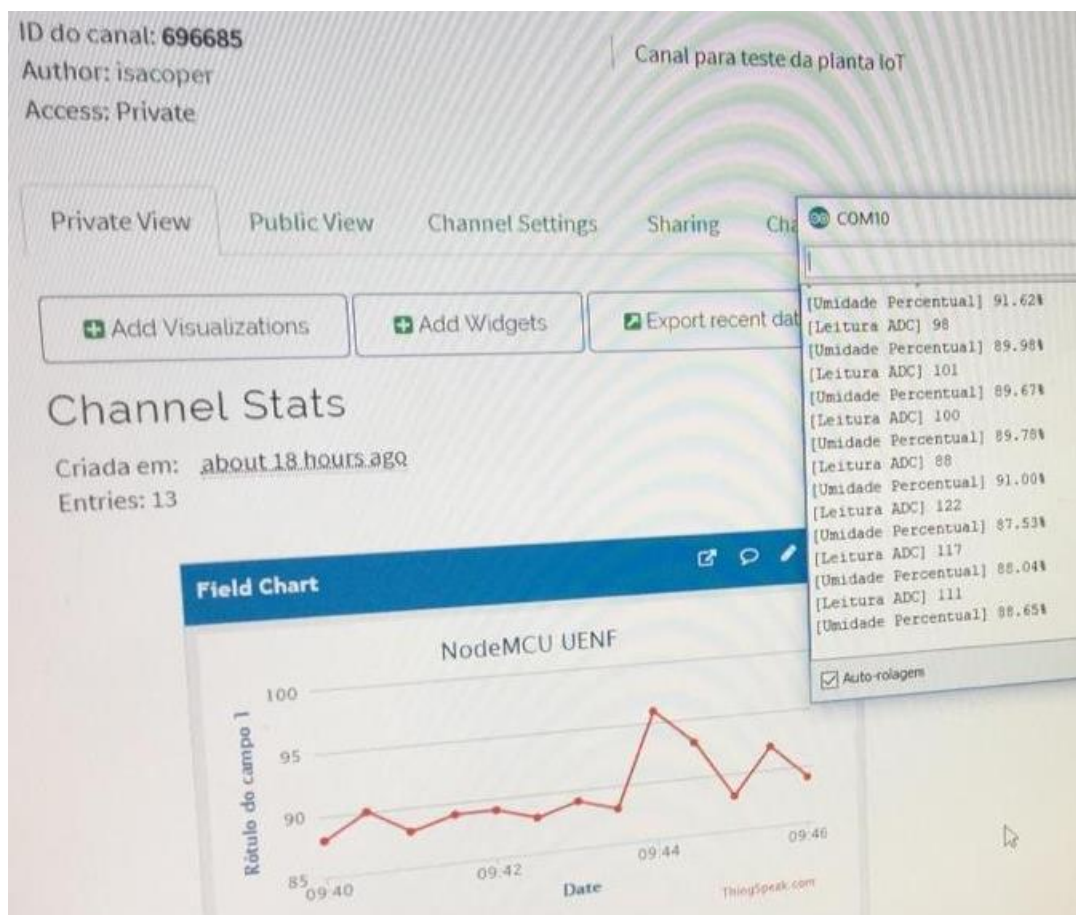 ID do canal: 696685
Author: isacoper
Access: Private
Canal para teste da planta IoT
Private View
Public View
Channel Settings
Sharing
Add Visualizations
Add Widgets
Export recent dat
Channel Stats
Criada em: about 18 hours ago
Entries: 13
Field Chart
NodeMCU UENF
Rótulo do campo 1
100
95
90
85
09:40
09:42
09:44
09:46
Date
ThingSpeak.com
COM10
[Umidade Percentual] 91.62%
[Leitura ADC] 98
[Umidade Percentual] 89.98%
[Leitura ADC] 101
[Umidade Percentual] 89.67%
[Leitura ADC] 100
[Umidade Percentual] 89.78%
[Leitura ADC] 88
[Umidade Percentual] 91.00%
[Leitura ADC] 122
[Umidade Percentual] 87.53%
[Leitura ADC] 117
[Umidade Percentual] 88.04%
[Leitura ADC] 111
[Umidade Percentual] 88.65%
Auto-rolagem